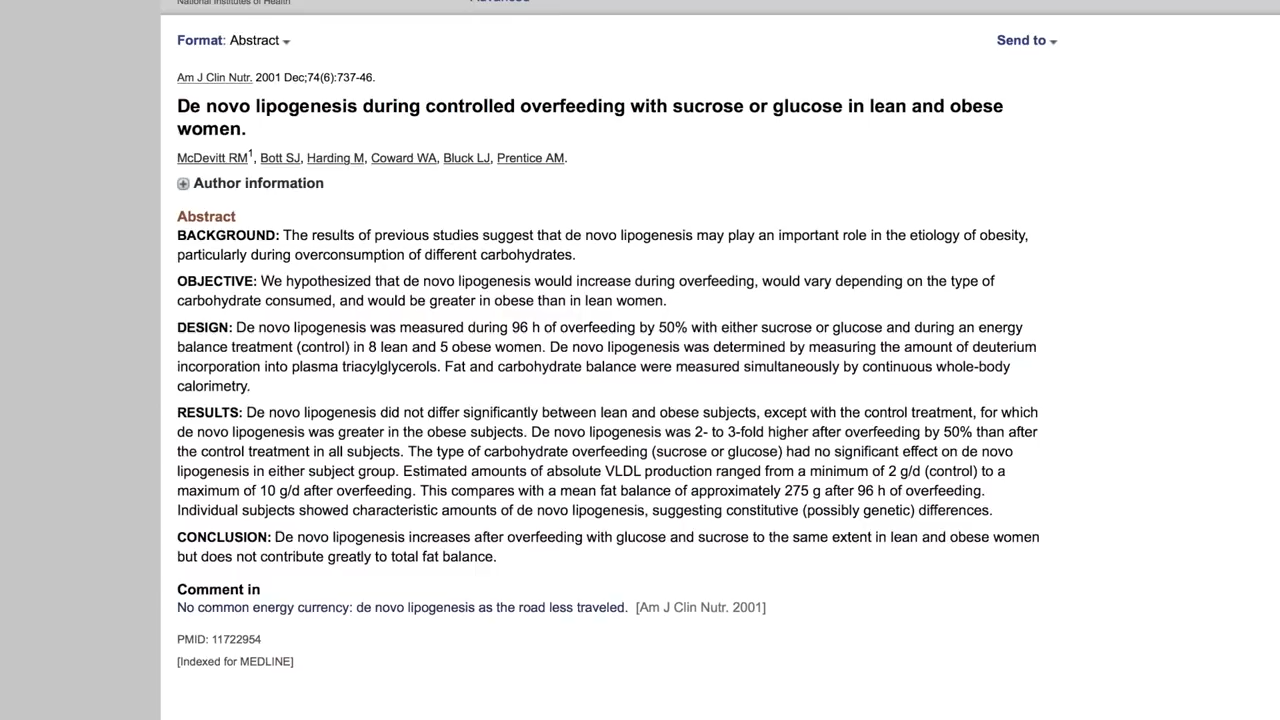 National Institutes of Health
Advanced
Format: Abstract
Send to
Am J Clin Nutr. 2001 Dec;74(6):737-46.
De novo lipogenesis during controlled overfeeding with sucrose or glucose in lean and obese
women.
McDevitt RM1, Bott SJ, Harding M, Coward WA, Bluck LJ, Prentice AM.
Author information
Abstract
BACKGROUND: The results of previous studies suggest that de novo lipogenesis may play an important role in the etiology of obesity,
particularly during overconsumption of different carbohydrates.
OBJECTIVE: We hypothesized that de novo lipogenesis would increase during overfeeding, would vary depending on the type of
carbohydrate consumed, and would be greater in obese than in lean women.
DESIGN: De novo lipogenesis was measured during 96 h of overfeeding by 50% with either sucrose or glucose and during an energy
balance treatment (control) in 8 lean and 5 obese women. De novo lipogenesis was determined by measuring the amount of deuterium
incorporation into plasma triacylglycerols. Fat and carbohydrate balance were measured simultaneously by continuous whole-body
calorimetry.
RESULTS: De novo lipogenesis did not differ significantly between lean and obese subjects, except with the control treatment, for which
de novo lipogenesis was greater in the obese subjects. De novo lipogenesis was 2- to 3-fold higher after overfeeding by 50% than after
the control treatment in all subjects. The type of carbohydrate overfeeding (sucrose or glucose) had no significant effect on de novo
lipogenesis in either subject group. Estimated amounts of absolute VLDL production ranged from a minimum of 2 g/d (control) to a
maximum of 10 g/d after overfeeding. This compares with a mean fat balance of approximately 275 g after 96 h of overfeeding.
Individual subjects showed characteristic amounts of de novo lipogenesis, suggesting constitutive (possibly genetic) differences.
CONCLUSION: De novo lipogenesis increases after overfeeding with glucose and sucrose to the same extent in lean and obese women
but does not contribute greatly to total fat balance.
Comment in
No common energy currency: de novo lipogenesis as the road less traveled. [Am J Clin Nutr. 2001]
PMID: 11722954
[Indexed for MEDLINE]